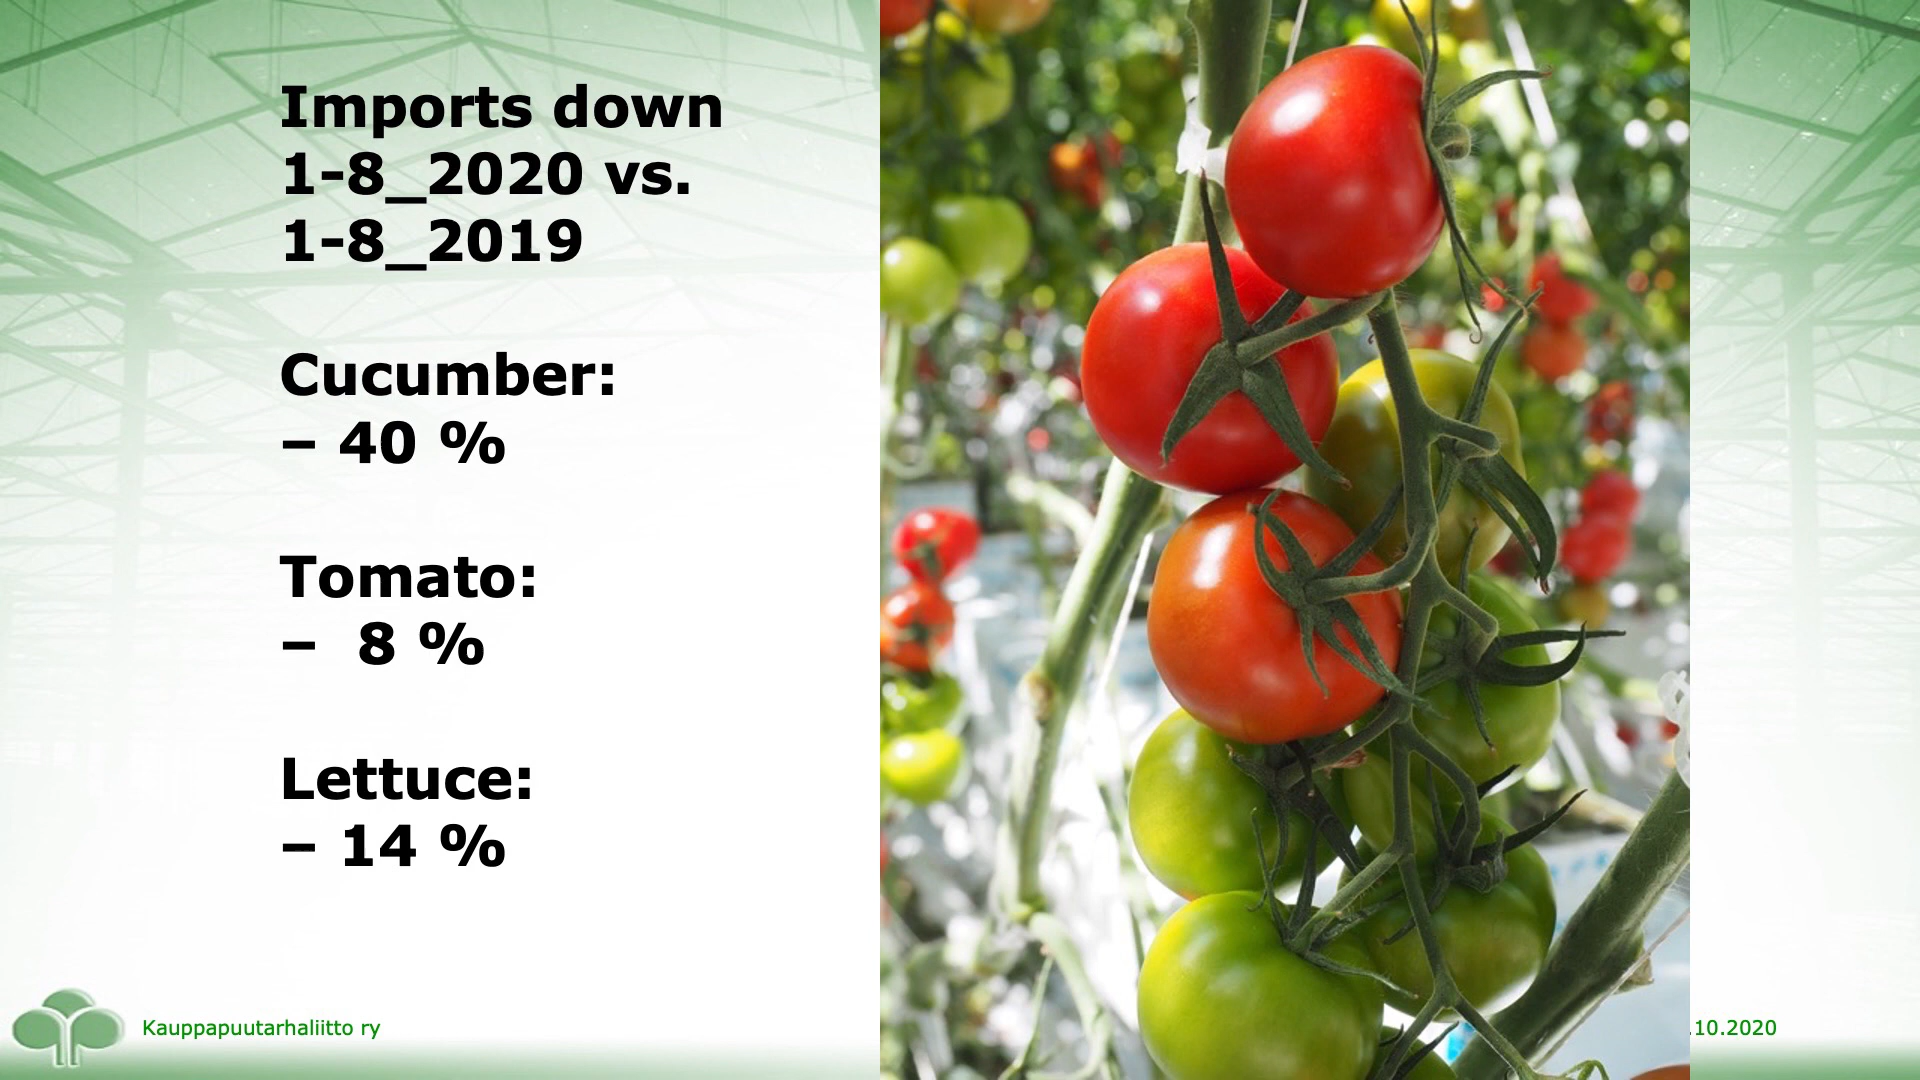 Imports down
1-8_2020 vs.
1-8_2019
Cucumber:
– 40 %
Tomato:
– 8 %
Lettuce:
– 14 %
Kauppapuutarhaliitto ry
.10.2020